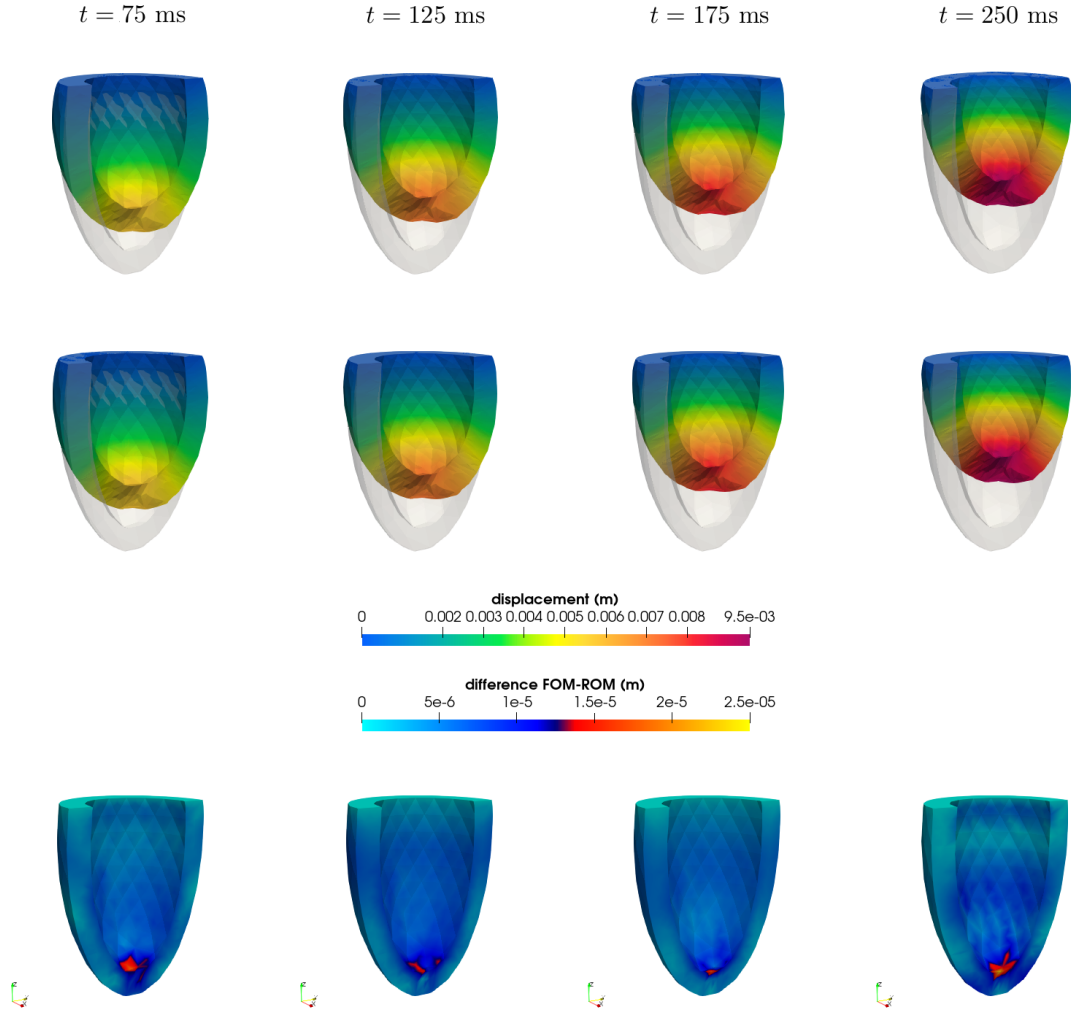 t = 75 ms t = 125 ms t = 175 ms t = 250 ms
displacement (m)
0 0.002 0.003 0.004 0.005 0.006 0.007 0.008 9.5e-03
difference FOM-ROM (m)
0 5e-6 1e-5 1.5e-5 2e-5 2.5e-05